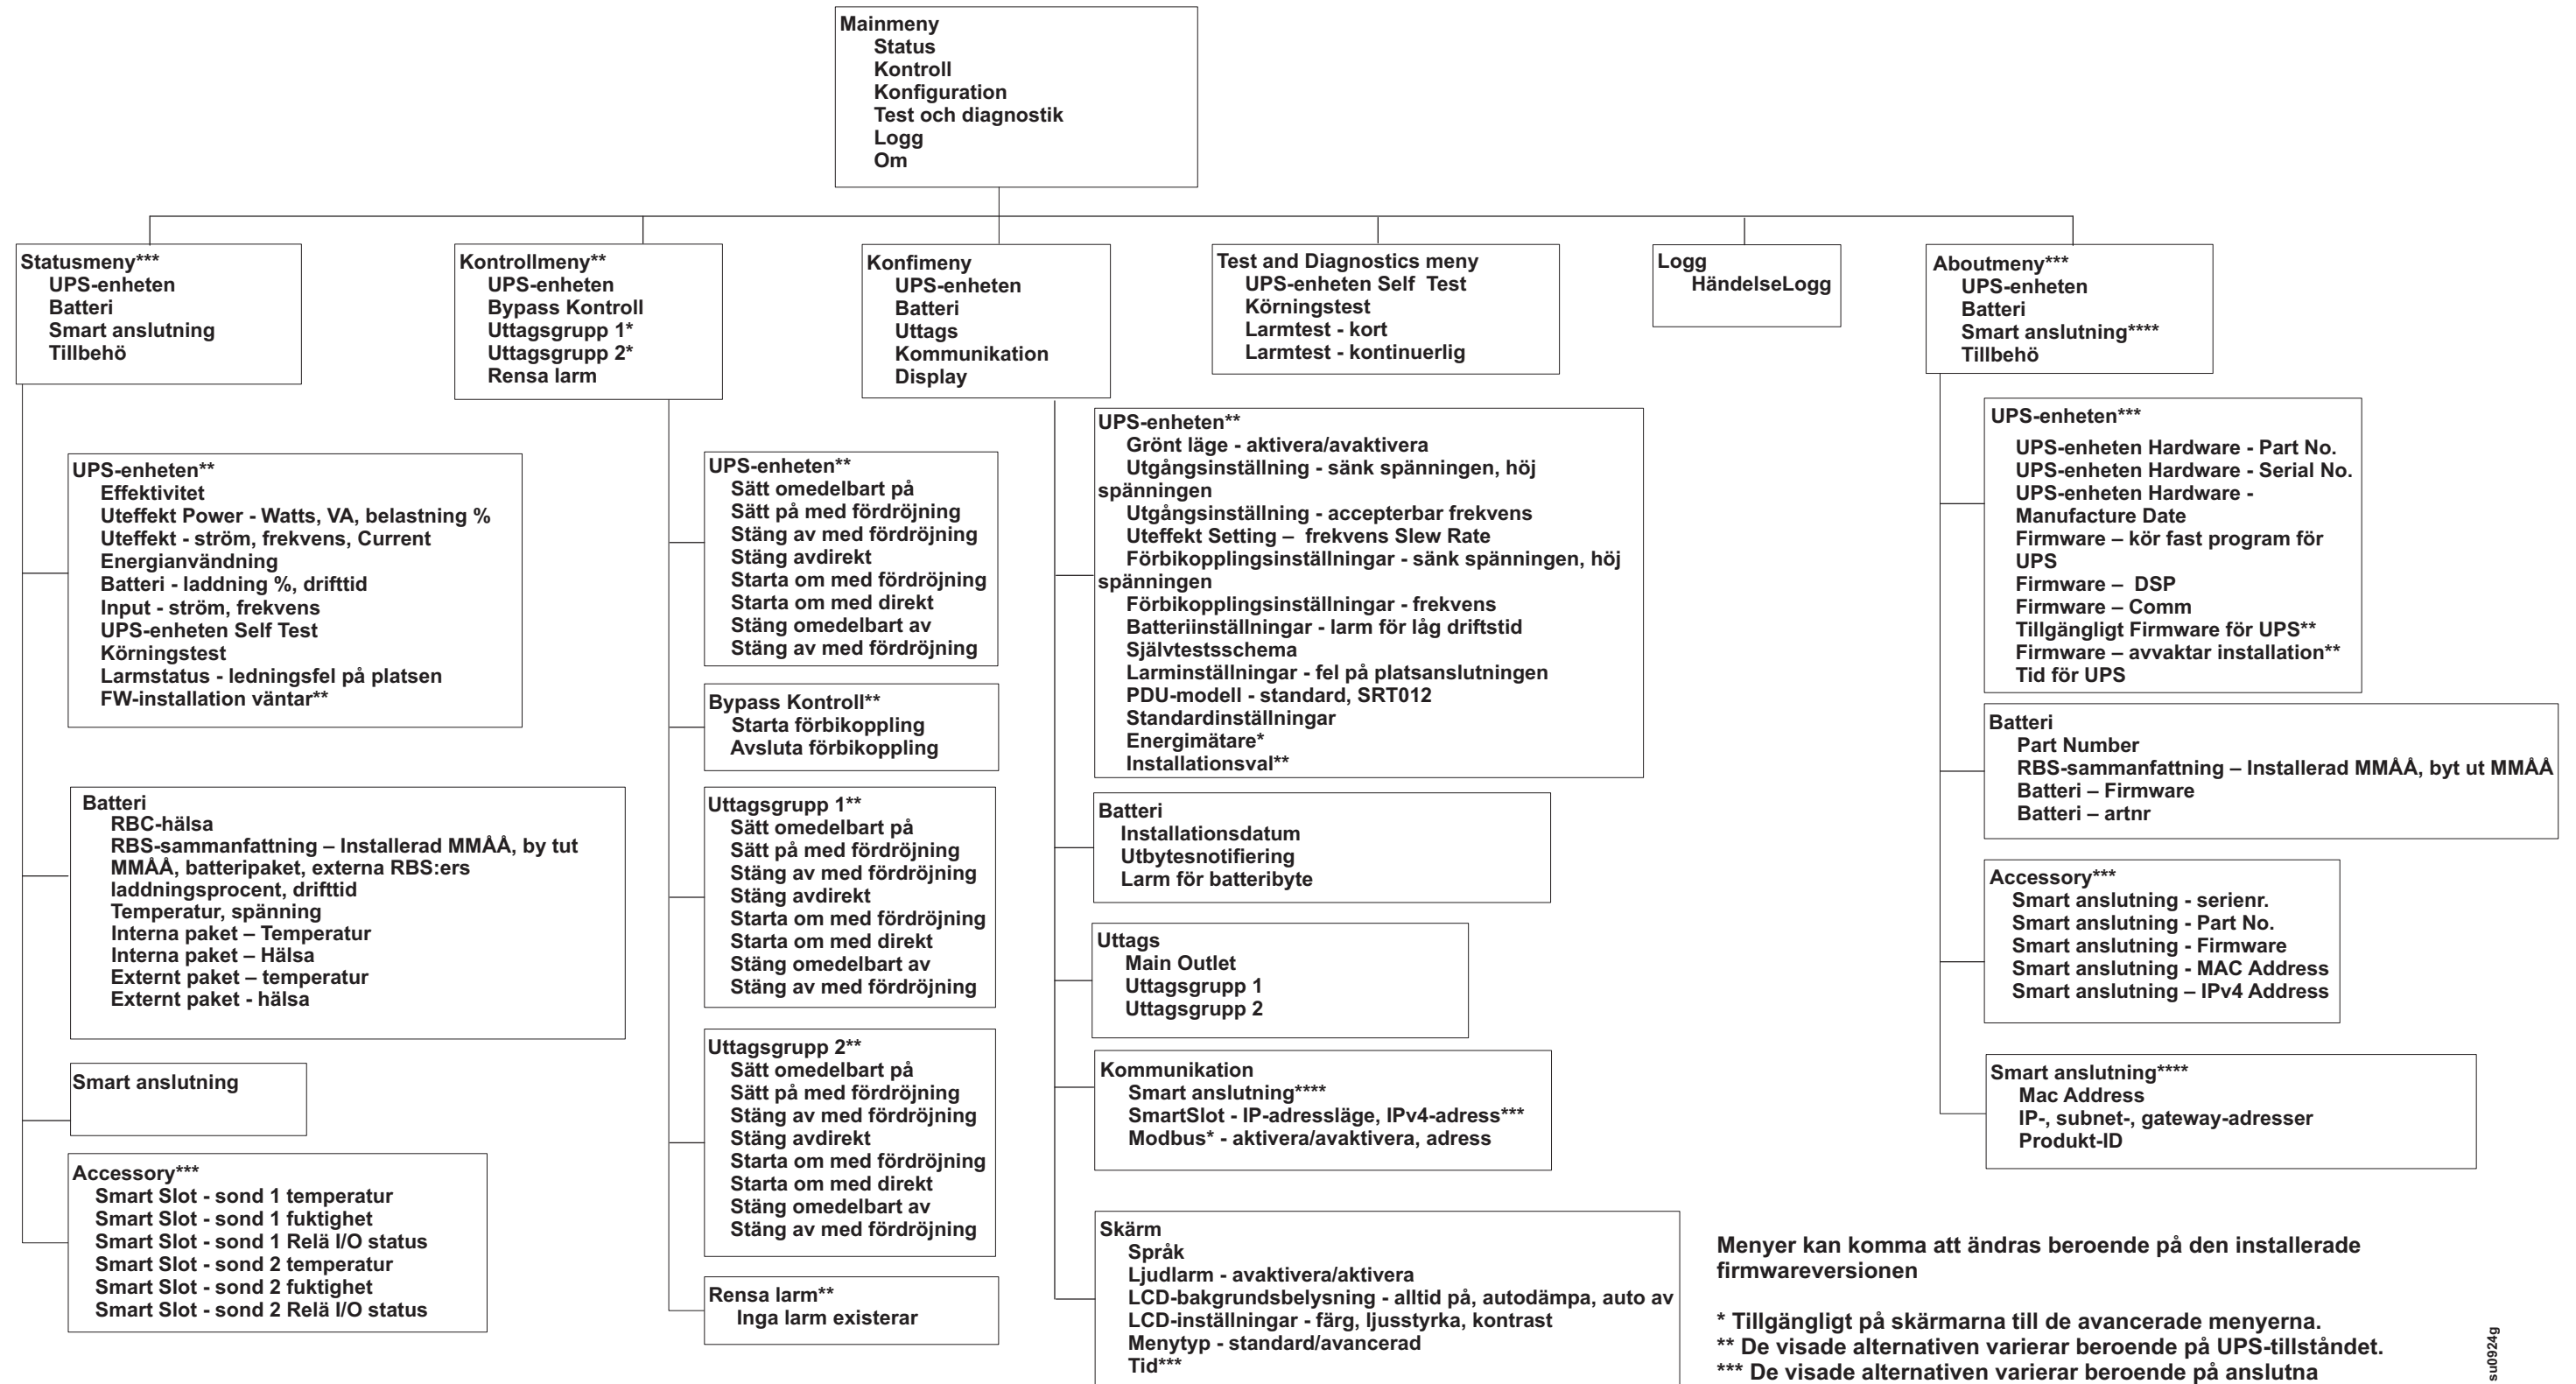 Mainmeny
Status
Kontroll
Konfiguration
Test och diagnostik
Logg
Om
Statusmeny***
UPS-enheten
Batteri
Smart anslutning
Tillbehö
Kontrollmeny**
UPS-enheten
Bypass Kontroll
Uttagsgrupp 1*
Uttagsgrupp 2*
Rensa larm
Konfimeny
UPS-enheten
Batteri
Uttags
Kommunikation
Display
Test and Diagnostics meny
UPS-enheten Self Test
Körningstest
Larmtest - kort
Larmtest - kontinuerlig
Logg
HändelseLogg
Aboutmeny***
UPS-enheten
Batteri
Smart anslutning****
Tillbehö
UPS-enheten**
Effektivitet
Uteffekt Power - Watts, VA, belastning %
Uteffekt - ström, frekvens, Current
Energianvändning
Batteri - laddning %, drifttid
Input - ström, frekvens
UPS-enheten Self Test
Körningstest
Larmstatus - ledningsfel på platsen
FW-installation väntar**
Batteri
RBC-hälsa
RBS-sammanfattning – Installerad MMÅÅ, by tut
MMÅÅ, batteripaket, externa RBS:ers
laddningsprocent, drifttid
Temperatur, spänning
Interna paket – Temperatur
Interna paket – Hälsa
Externt paket – temperatur
Externt paket - hälsa
Smart anslutning
Accessory***
Smart Slot - sond 1 temperatur
Smart Slot - sond 1 fuktighet
Smart Slot - sond 1 Relä I/O status
Smart Slot - sond 2 temperatur
Smart Slot - sond 2 fuktighet
Smart Slot - sond 2 Relä I/O status
UPS-enheten**
Sätt omedelbart på
Sätt på med fördröjning
Stäng av med fördröjning
Stäng avdirekt
Starta om med fördröjning
Starta om med direkt
Stäng omedelbart av
Stäng av med fördröjning
Bypass Kontroll**
Starta förbikoppling
Avsluta förbikoppling
Uttagsgrupp 1**
Sätt omedelbart på
Sätt på med fördröjning
Stäng av med fördröjning
Stäng avdirekt
Starta om med fördröjning
Starta om med direkt
Stäng omedelbart av
Stäng av med fördröjning
Uttagsgrupp 2**
Sätt omedelbart på
Sätt på med fördröjning
Stäng av med fördröjning
Stäng avdirekt
Starta om med fördröjning
Starta om med direkt
Stäng omedelbart av
Stäng av med fördröjning
Rensa larm**
Inga larm existerar
UPS-enheten**
Grönt läge - aktivera/avaktivera
Utgångsinställning - sänk spänningen, höj
spänningen
Utgångsinställning - accepterbar frekvens
Uteffekt Setting – frekvens Slew Rate
Förbikopplingsinställningar - sänk spänningen, höj
spänningen
Förbikopplingsinställningar - frekvens
Batteriinställningar - larm för låg driftstid
Självtestsschema
Larminställningar - fel på platsanslutningen
PDU-modell - standard, SRT012
Standardinställningar
Energimätare*
Installationsval**
Batteri
Installationsdatum
Utbytesnotifiering
Larm för batteribyte
Uttags
Main Outlet
Uttagsgrupp 1
Uttagsgrupp 2
Kommunikation
Smart anslutning****
SmartSlot - IP-adressläge, IPv4-adress***
Modbus* - aktivera/avaktivera, adress
Skärm
Språk
Ljudlarm - avaktivera/aktivera
LCD-bakgrundsbelysning - alltid på, autodämpa, auto av
LCD-inställningar - färg, ljusstyrka, kontrast
Menytyp - standard/avancerad
Tid***
UPS-enheten***
UPS-enheten Hardware - Part No.
UPS-enheten Hardware - Serial No.
UPS-enheten Hardware -
Manufacture Date
Firmware – kör fast program för
UPS
Firmware – DSP
Firmware – Comm
Tillgängligt Firmware för UPS**
Firmware – avvaktar installation**
Tid för UPS
Batteri
Part Number
RBS-sammanfattning – Installerad MMÅÅ, byt ut MMÅÅ
Batteri – Firmware
Batteri – artnr
Accessory***
Smart anslutning - serienr.
Smart anslutning - Part No.
Smart anslutning - Firmware
Smart anslutning - MAC Address
Smart anslutning – IPv4 Address
Smart anslutning****
Mac Address
IP-, subnet-, gateway-adresser
Produkt-ID
Menyer kan komma att ändras beroende på den installerade
firmwareversionen
* Tillgängligt på skärmarna till de avancerade menyerna.
** De visade alternativen varierar beroende på UPS-tillståndet.
*** De visade alternativen varierar beroende på anslutna
su0924g